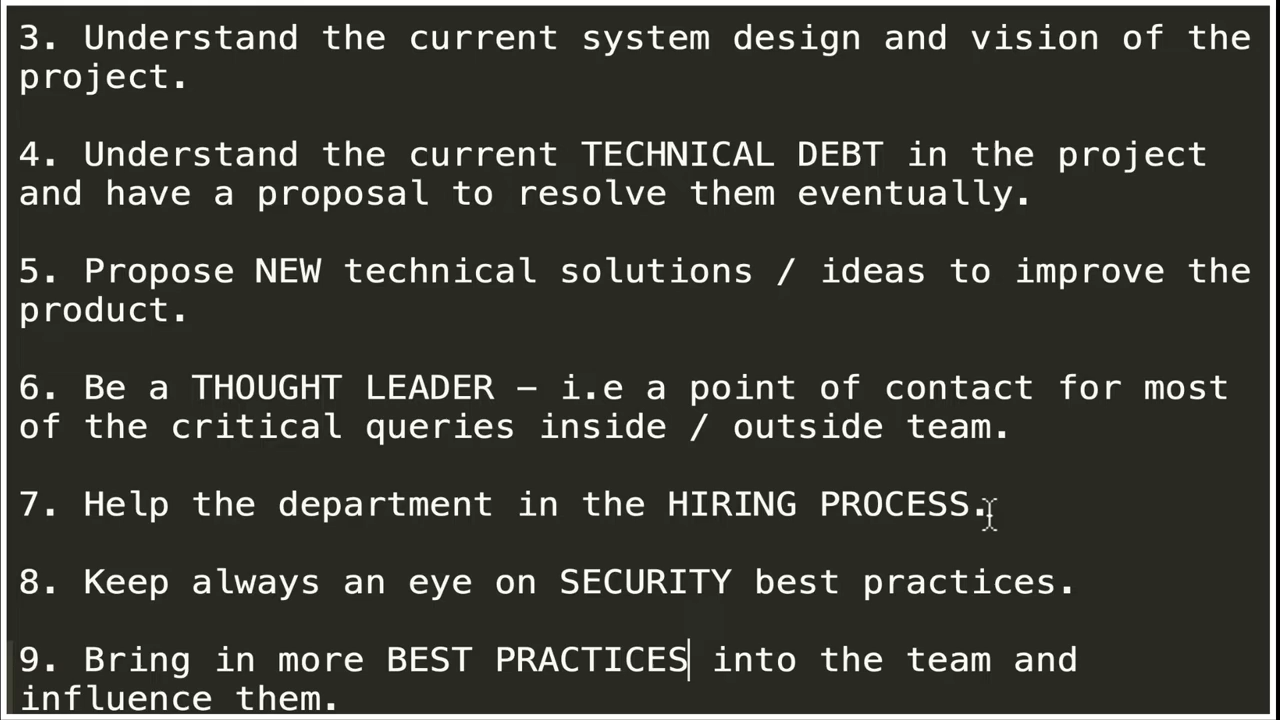 3. Understand the current system design and vision of the
project.
4. Understand the current TECHNICAL DEBT in the project
and have a proposal to resolve them eventually.
5. Propose NEW technical solutions / ideas to improve the
product.
6. Be a THOUGHT LEADER – i.e a point of contact for most
of the critical queries inside / outside team.
7. Help the department in the HIRING PROCESS.
8. Keep always an eye on SECURITY best practices.
9. Bring in more BEST PRACTICES into the team and
influence them.